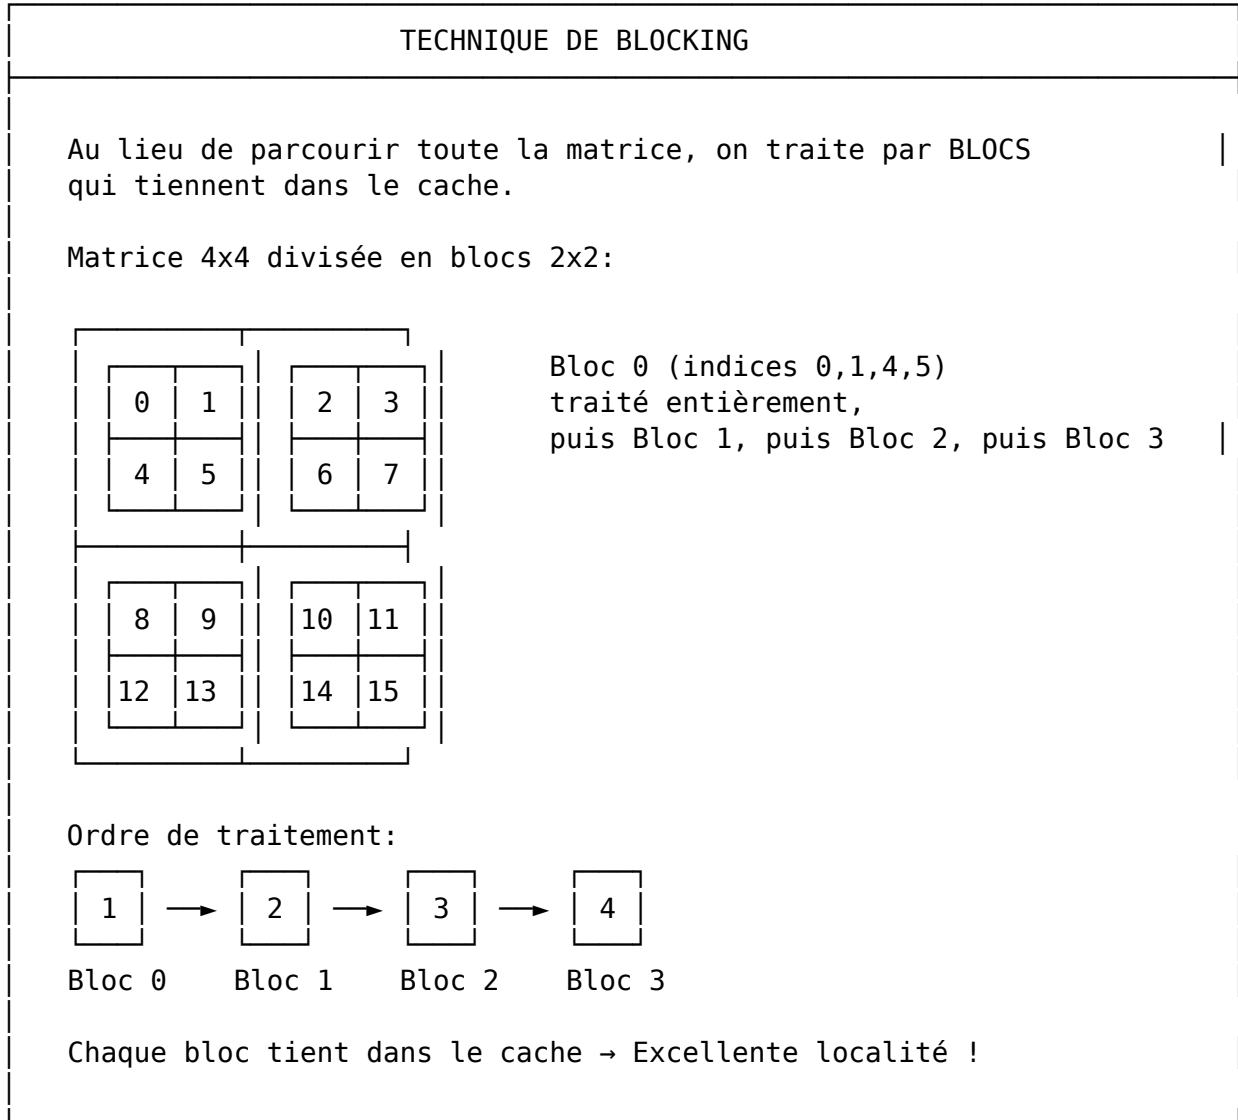 TECHNIQUE DE BLOCKING
Au lieu de parcourir toute la matrice, on traite par BLOCS
qui tiennent dans le cache.
Matrice 4x4 divisée en blocs 2x2:
Bloc 0 (indices 0,1,4,5)
0 1 2 3 traité entièrement,
puis Bloc 1, puis Bloc 2, puis Bloc 3
4 5 6 7
8 9 10 11
12 13 14 15
Ordre de traitement:
1 → 2 → 3 → 4
Bloc 0 Bloc 1 Bloc 2 Bloc 3
Chaque bloc tient dans le cache → Excellente localité !